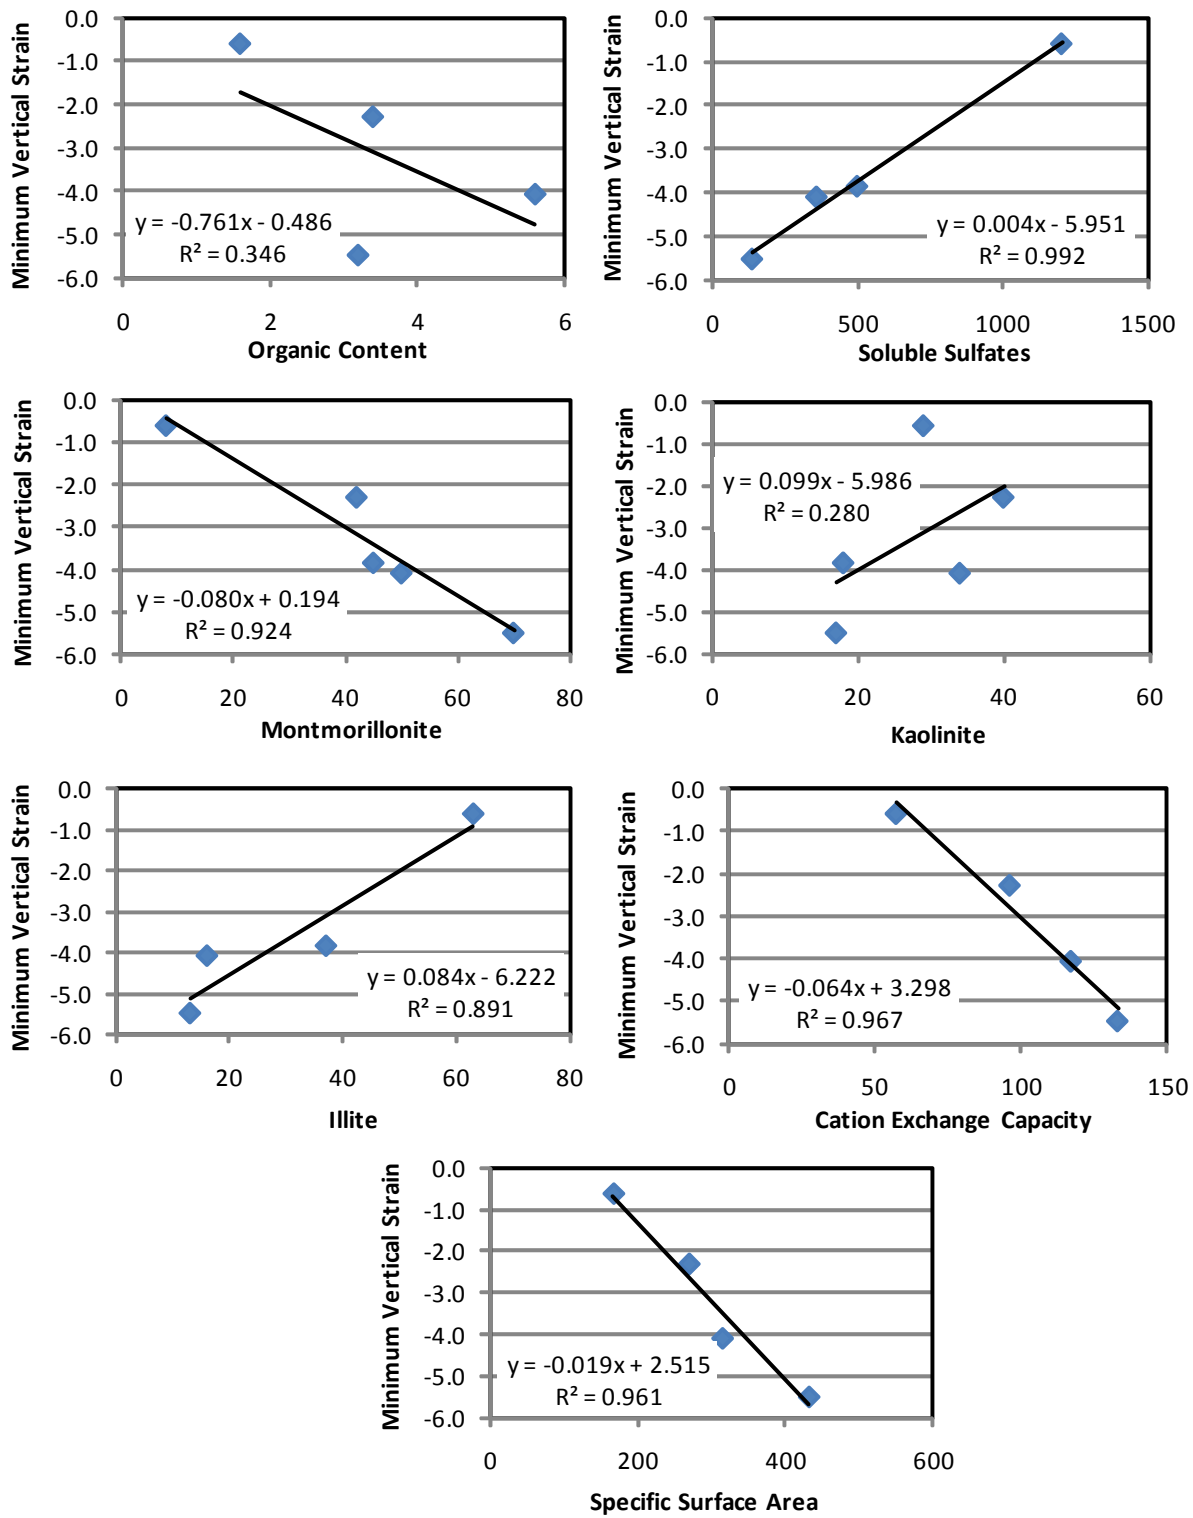 Minimum Vertical Strain
0.0
-1.0
-2.0
-3.0
-4.0
-5.0
-6.0
y = -0.761x - 0.486
R² = 0.346
0 2 4 6
Organic Content
Minimum Vertical Strain
0.0
-1.0
-2.0
-3.0
-4.0
-5.0
-6.0
y = 0.004x - 5.951
R² = 0.992
0 500 1000 1500
Soluble Sulfates
Minimum Vertical Strain
0.0
-1.0
-2.0
-3.0
-4.0
-5.0
-6.0
y = -0.080x + 0.194
R² = 0.924
0 20 40 60 80
Montmorillonite
Minimum Vertical Strain
0.0
-1.0
-2.0
-3.0
-4.0
-5.0
-6.0
y = 0.099x - 5.986
R² = 0.280
0 20 40 60
Kaolinite
Minimum Vertical Strain
0.0
-1.0
-2.0
-3.0
-4.0
-5.0
-6.0
y = 0.084x - 6.222
R² = 0.891
0 20 40 60 80
Illite
Minimum Vertical Strain
0.0
-1.0
-2.0
-3.0
-4.0
-5.0
-6.0
y = -0.064x + 3.298
R² = 0.967
0 50 100 150
Cation Exchange Capacity
Minimum Vertical Strain
0.0
-1.0
-2.0
-3.0
-4.0
-5.0
-6.0
y = -0.019x + 2.515
R² = 0.961
0 200 400 600
Specific Surface Area